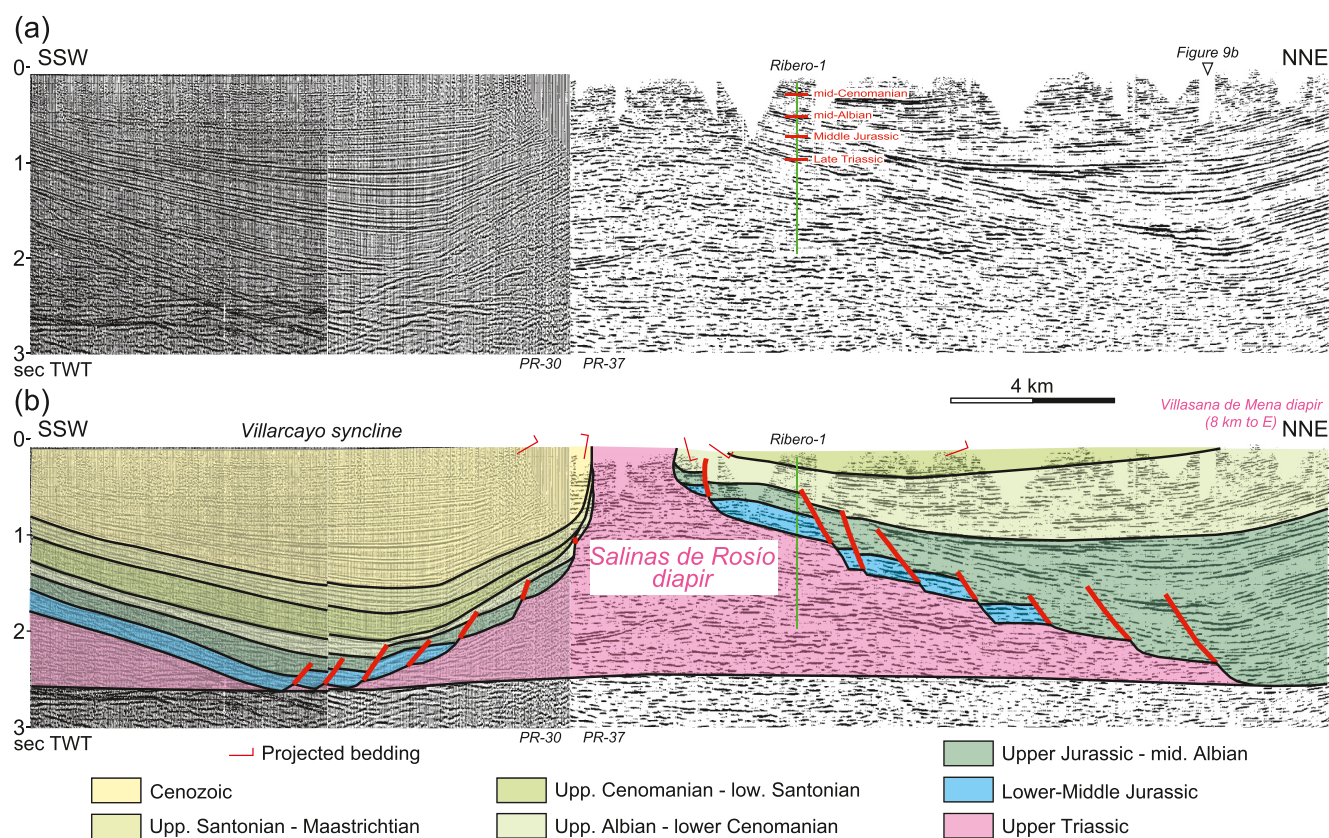 (a)
SSW
Ribero-1
Figure 9b
NNE
0
mid-Cenomanian
mid-Albian
Middle Jurassic
1
Late Triassic
2
3
sec TWT
PR-30
PR-37
4 km
(b)
SSW
Villarcayo syncline
Villasana de Mena diapir
(8 km to E)
NNE
0
Ribero-1
1
Salinas de Rosío
diapir
2
3
sec TWT
PR-30
PR-37
Projected bedding
Cenozoic
Upp. Santonian - Maastrichtian
Upp. Cenomanian - low. Santonian
Upp. Albian - lower Cenomanian
Upper Jurassic - mid. Albian
Lower-Middle Jurassic
Upper Triassic